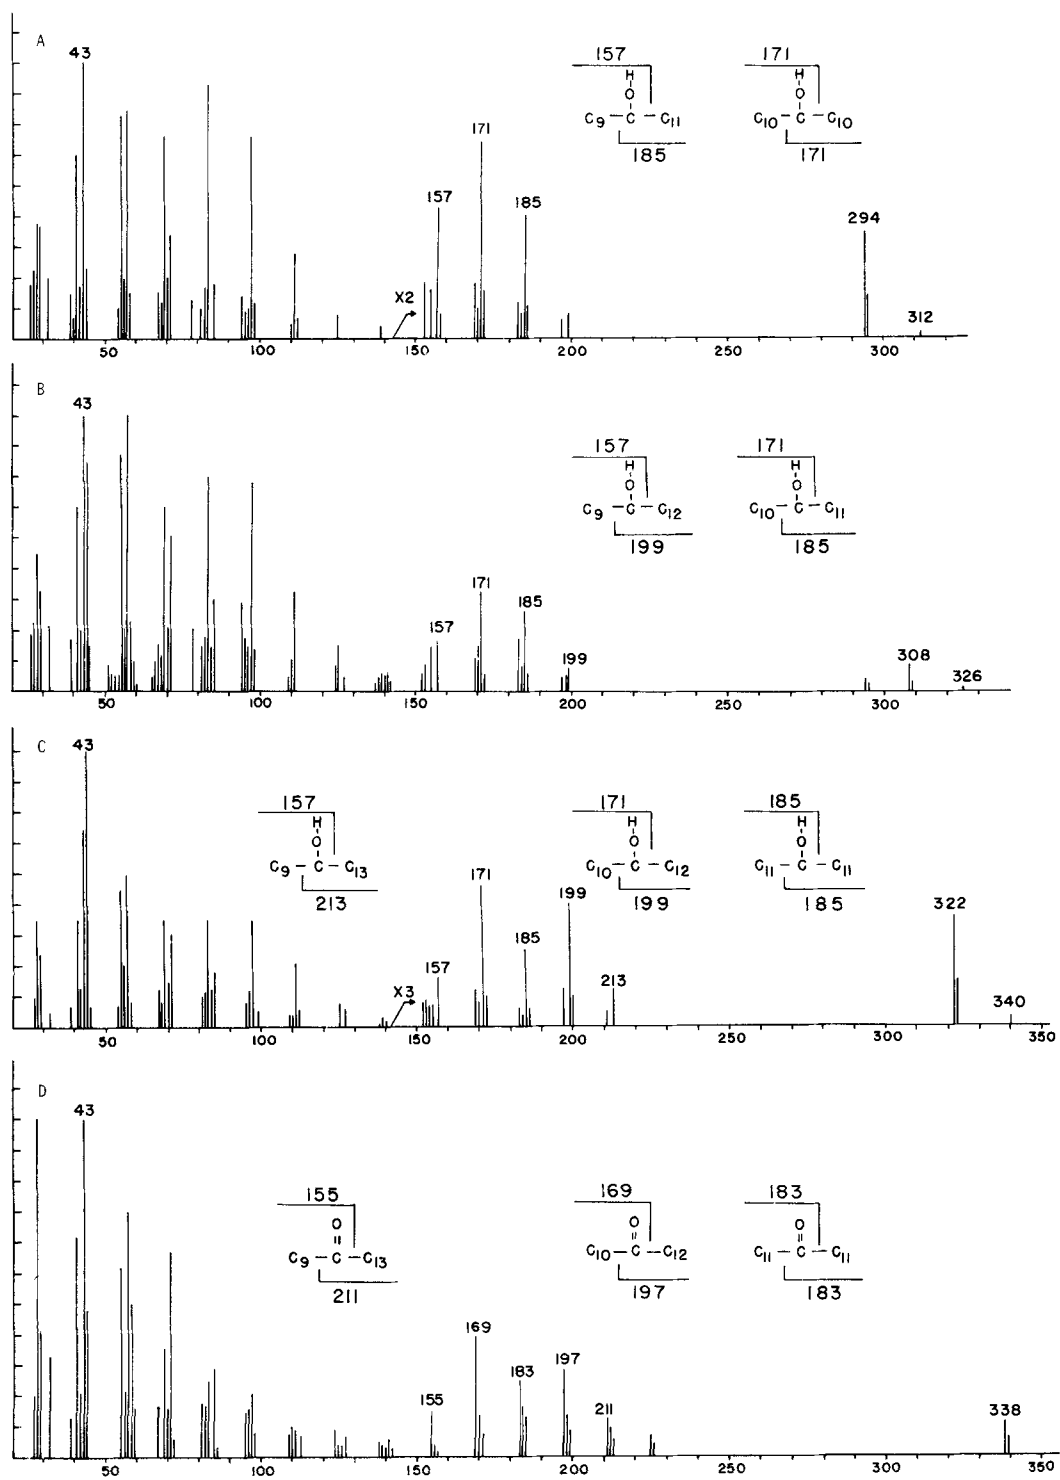 A
43
157
H
O
C9 - C - C11
185
171
H
O
C10 - C - C10
171
171
157
185
294
X2
312
50 100 150 200 250 300
B
43
157
H
O
C9 - C - C12
199
171
H
O
C10 - C - C11
185
171
185
157
199
308
326
50 100 150 200 250 300
C
43
157
H
O
C9 - C - C13
213
171
H
O
C10 - C - C12
199
185
H
O
C11 - C - C11
185
171
199
322
185
157
X3
213
340
50 100 150 200 250 300 350
D
43
155
O
C9 - C - C13
211
169
O
C10 - C - C12
197
183
O
C11 - C - C11
183
169
197
183
155
211
338
50 100 150 200 250 300 350